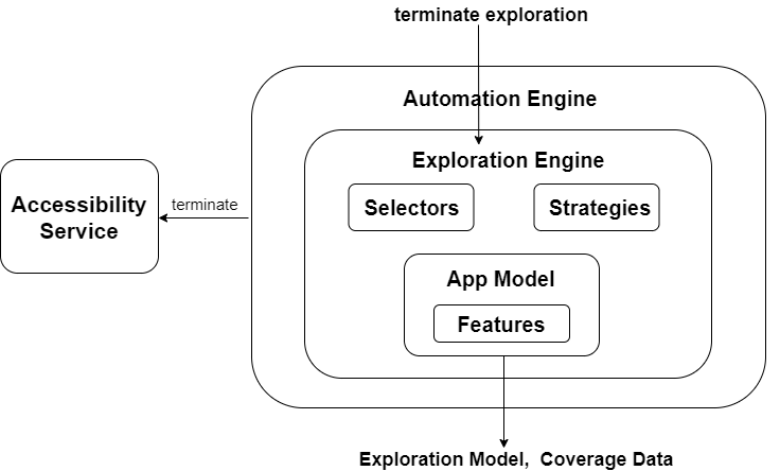 terminate exploration
Automation Engine
Exploration Engine
Selectors
Strategies
Accessibility
Service
terminate
App Model
Features
Exploration Model,  Coverage Data